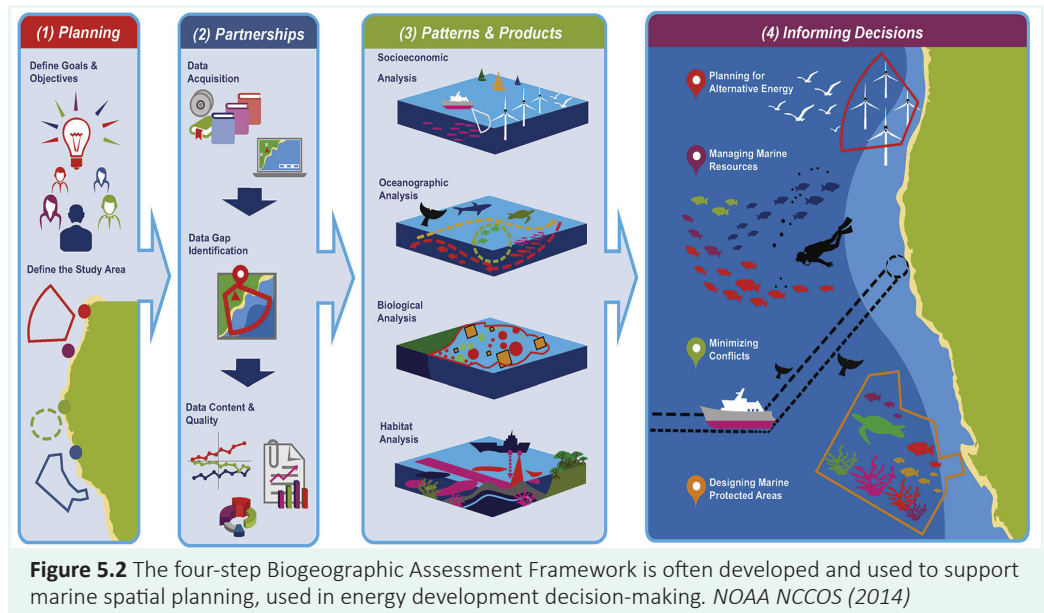 (1) Planning
Define Goals &
Objectives
Define the Study Area
(2) Partnerships
Data
Acquisition
Data Gap
Identification
Data Content &
Quality
(3) Patterns & Products
Socioeconomic
Analysis
Oceanographic
Analysis
Biological
Analysis
Habitat
Analysis
(4) Informing Decisions
Planning for
Alternative Energy
Managing Marine
Resources
Minimizing
Conflicts
Designing Marine
Protected Areas
Figure 5.2 The four-step Biogeographic Assessment Framework is often developed and used to support
marine spatial planning, used in energy development decision-making. NOAA NCCOS (2014)